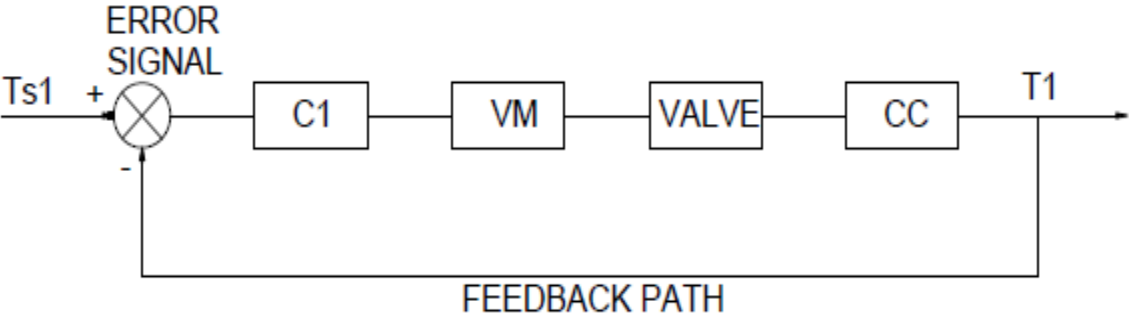 ERROR
SIGNAL
Ts1
+
C1
VM
VALVE
CC
T1
-
FEEDBACK PATH